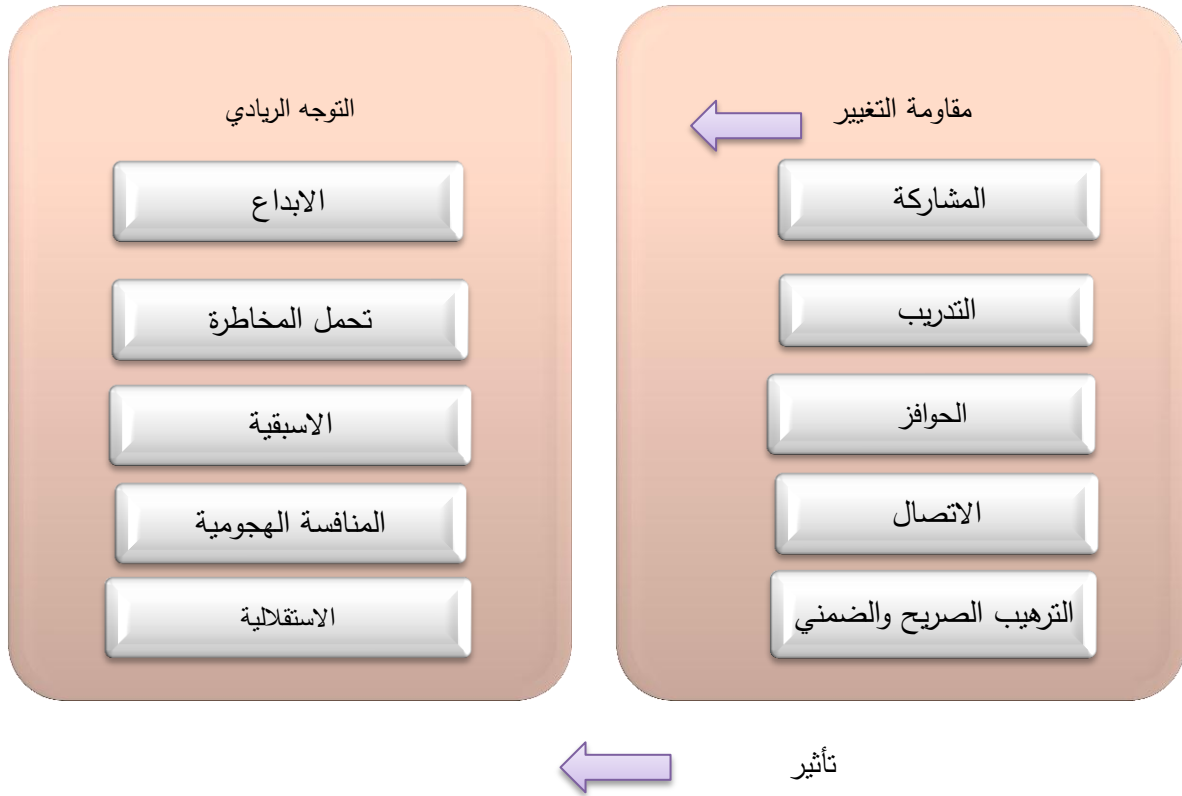 مقاومة التغيير
المشاركة
التدريب
الحوافز
الاتصال
الترهيب الصريح والضمني
التوجه الريادي
الابداع
تحمل المخاطرة
الاسبقية
المنافسة الهجومية
الاستقلالية
تأثير